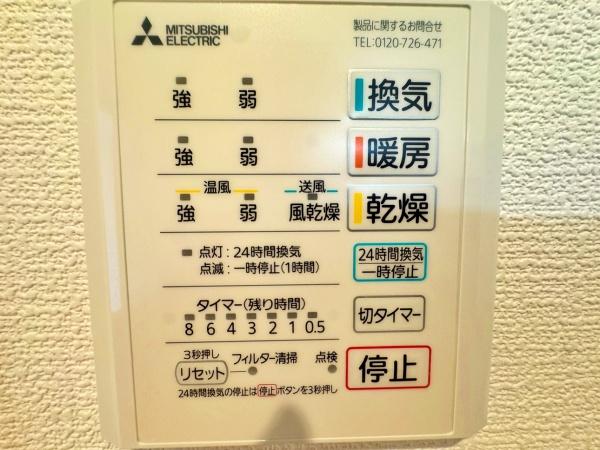 MITSUBISHI
ELECTRIC
製品に関するお問合せ
TEL:0120-726-471
強 弱 換気
強 弱 暖房
温風 送風
強 弱 風乾燥 乾燥
点灯:24時間換気
点滅:一時停止(1時間)
24時間換気
一時停止
タイマー(残り時間)
8 6 4 3 2 1 0.5
切タイマー
3秒押し
リセット フィルター清掃 点検
停止
24時間換気の停止は停止ボタンを3秒押し